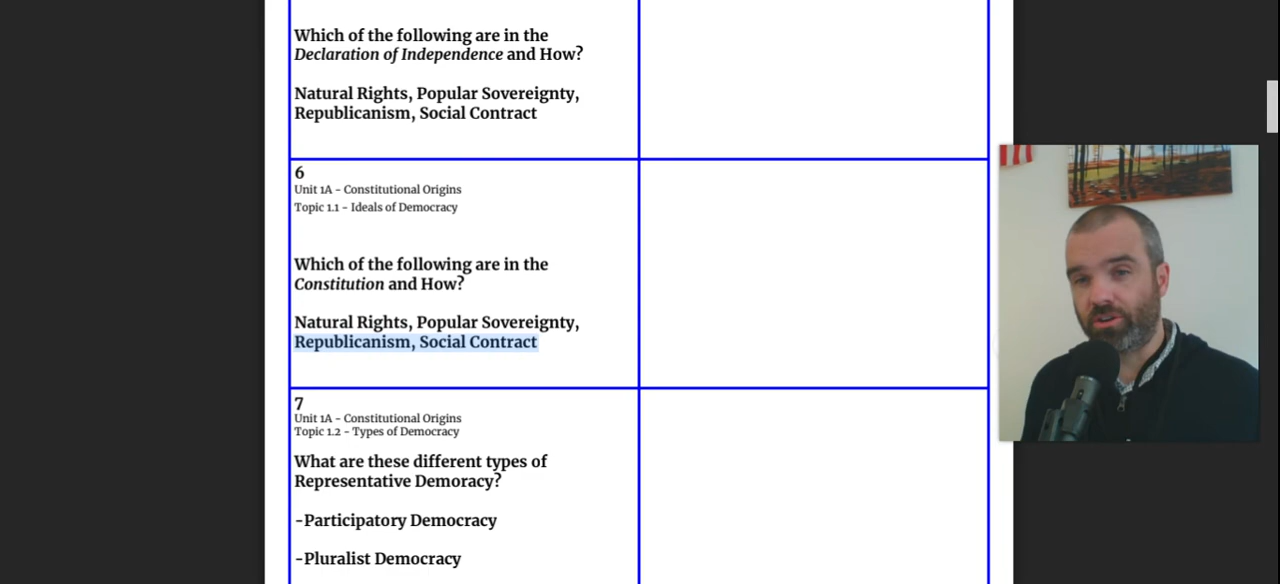 Which of the following are in the
Declaration of Independence and How?
Natural Rights, Popular Sovereignty,
Republicanism, Social Contract
6
Unit 1A - Constitutional Origins
Topic 1.1 - Ideals of Democracy
Which of the following are in the
Constitution and How?
Natural Rights, Popular Sovereignty,
Republicanism, Social Contract
7
Unit 1A - Constitutional Origins
Topic 1.2 - Types of Democracy
What are these different types of
Representative Demoracy?
-Participatory Democracy
-Pluralist Democracy